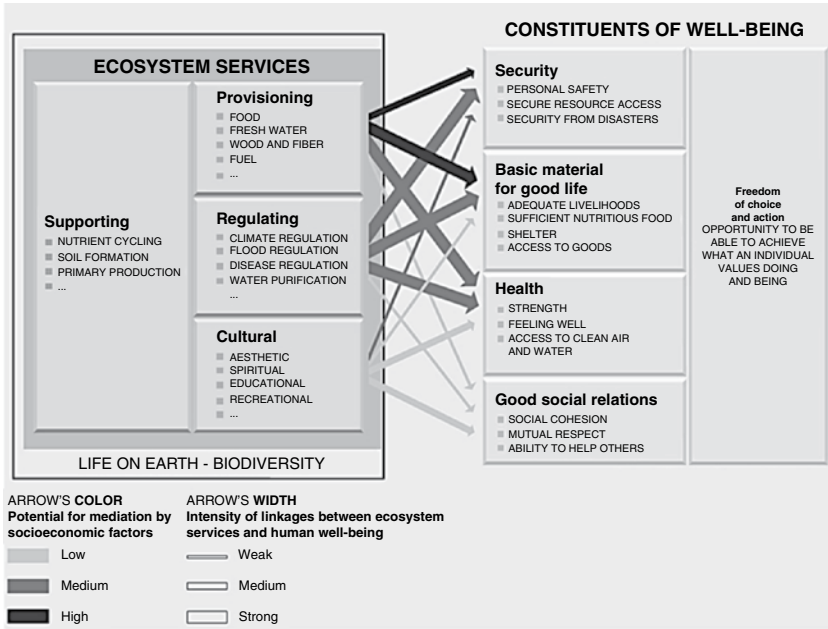 CONSTITUENTS OF WELL-BEING
ECOSYSTEM SERVICES
Supporting
NUTRIENT CYCLING
SOIL FORMATION
PRIMARY PRODUCTION
...
Provisioning
FOOD
FRESH WATER
WOOD AND FIBER
FUEL
...
Regulating
CLIMATE REGULATION
FLOOD REGULATION
DISEASE REGULATION
WATER PURIFICATION
...
Cultural
AESTHETIC
SPIRITUAL
EDUCATIONAL
RECREATIONAL
...
LIFE ON EARTH - BIODIVERSITY
Security
PERSONAL SAFETY
SECURE RESOURCE ACCESS
SECURITY FROM DISASTERS
Basic material
for good life
ADEQUATE LIVELIHOODS
SUFFICIENT NUTRITIOUS FOOD
SHELTER
ACCESS TO GOODS
Health
STRENGTH
FEELING WELL
ACCESS TO CLEAN AIR
AND WATER
Good social relations
SOCIAL COHESION
MUTUAL RESPECT
ABILITY TO HELP OTHERS
Freedom
of choice
and action
OPPORTUNITY TO BE
ABLE TO ACHIEVE
WHAT AN INDIVIDUAL
VALUES DOING
AND BEING
ARROW'S COLOR
Potential for mediation by
socioeconomic factors
Low
Medium
High
ARROW'S WIDTH
Intensity of linkages between ecosystem
services and human well-being
Weak
Medium
Strong